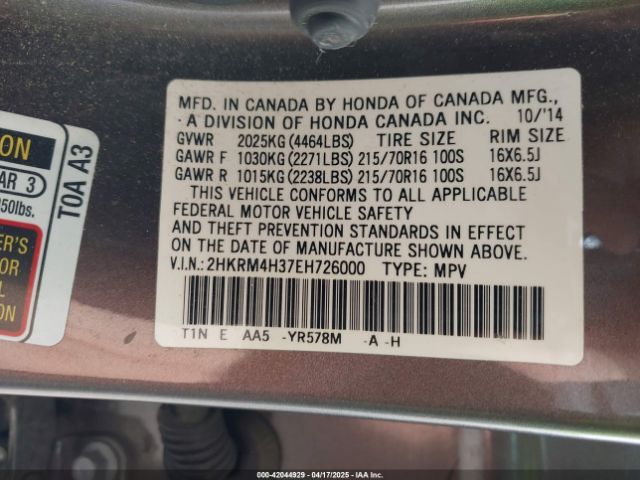 MFD. IN CANADA BY HONDA OF CANADA MFG.,
A DIVISION OF HONDA CANADA INC. 10/'14
GVWR 2025KG (4464LBS) TIRE SIZE RIM SIZE
GAWR F 1030KG (2271LBS) 215/70R16 100S 16X6.5J
GAWR R 1015KG (2238LBS) 215/70R16 100S 16X6.5J
THIS VEHICLE CONFORMS TO ALL APPLICABLE
FEDERAL MOTOR VEHICLE SAFETY
AND THEFT PREVENTION STANDARDS IN EFFECT
ON THE DATE OF MANUFACTURE SHOWN ABOVE.
V.I.N.: 2HKRM4H37EH726000 TYPE: MPV
T1N E AA5 -YR578M -A -H
ON
AR 3
350lbs.
ER'S
OR
L
ON
T0A A3
000-42044929 - 04/17/2025 - IAA Inc.